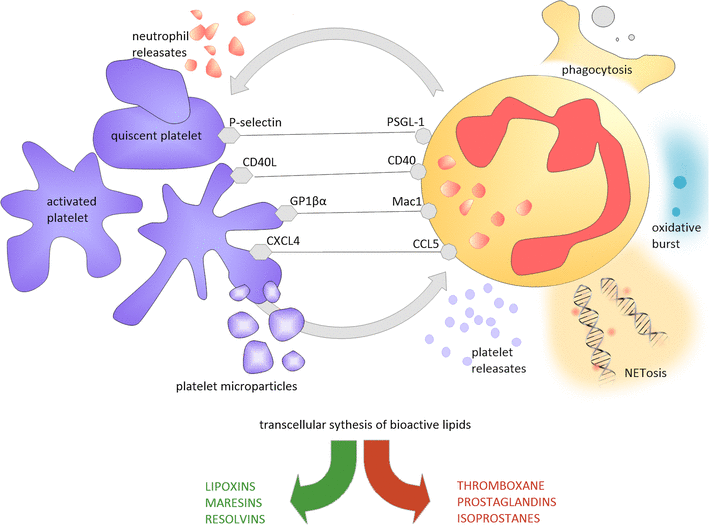 neutrophil
releasates
phagocytosis
P-selectin
PSGL-1
quiscent platelet
CD40L
CD40
activated
platelet
GP1βα
Mac1
oxidative
burst
CXCL4
CCL5
platelet
releasates
NETosis
platelet microparticles
transcellular sythesis of bioactive lipids
LIPOXINS
MARESINS
RESOLVINS
THROMBOXANE
PROSTAGLANDINS
ISOPROSTANES